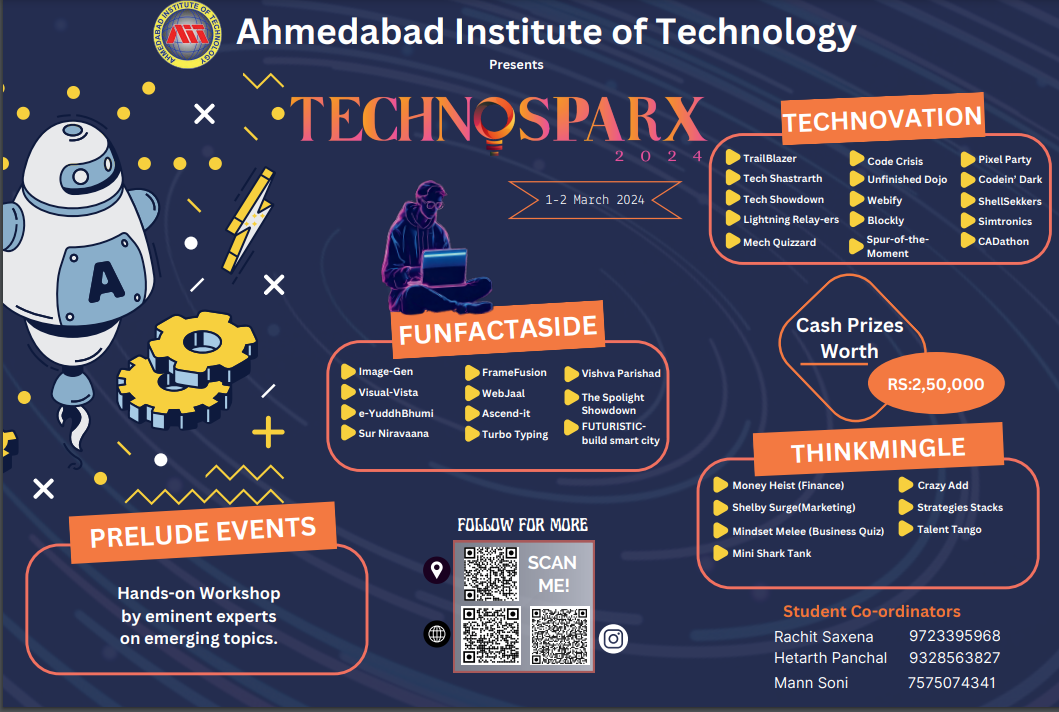 Ahmedabad Institute of Technology
AHMEDABAD INSTITUTE OF TECHNOLOGY
AIT
Presents
TECHNOSPARX
2024
1-2 March 2024
A
TECHNOVATION
TrailBlazer
Tech Shastrarth
Tech Showdown
Lightning Relay-ers
Mech Quizzard
Code Crisis
Unfinished Dojo
Webify
Blockly
Spur-of-the-
Moment
Pixel Party
Codein' Dark
ShellSekkers
Simtronics
CADathon
Cash Prizes
Worth
RS:2,50,000
FUNFACTASIDE
Image-Gen
Visual-Vista
e-YuddhBhumi
Sur Niravaana
FrameFusion
WebJaal
Ascend-it
Turbo Typing
Vishva Parishad
The Spolight
Showdown
FUTURISTIC-
build smart city
THINKMINGLE
Money Heist (Finance)
Shelby Surge(Marketing)
Mindset Melee (Business Quiz)
Mini Shark Tank
Crazy Add
Strategies Stacks
Talent Tango
PRELUDE EVENTS
Hands-on Workshop
by eminent experts
on emerging topics.
FOLLOW FOR MORE
SCAN
ME!
Student Co-ordinators
Rachit Saxena 9723395968
Hetarth Panchal 9328563827
Mann Soni 7575074341